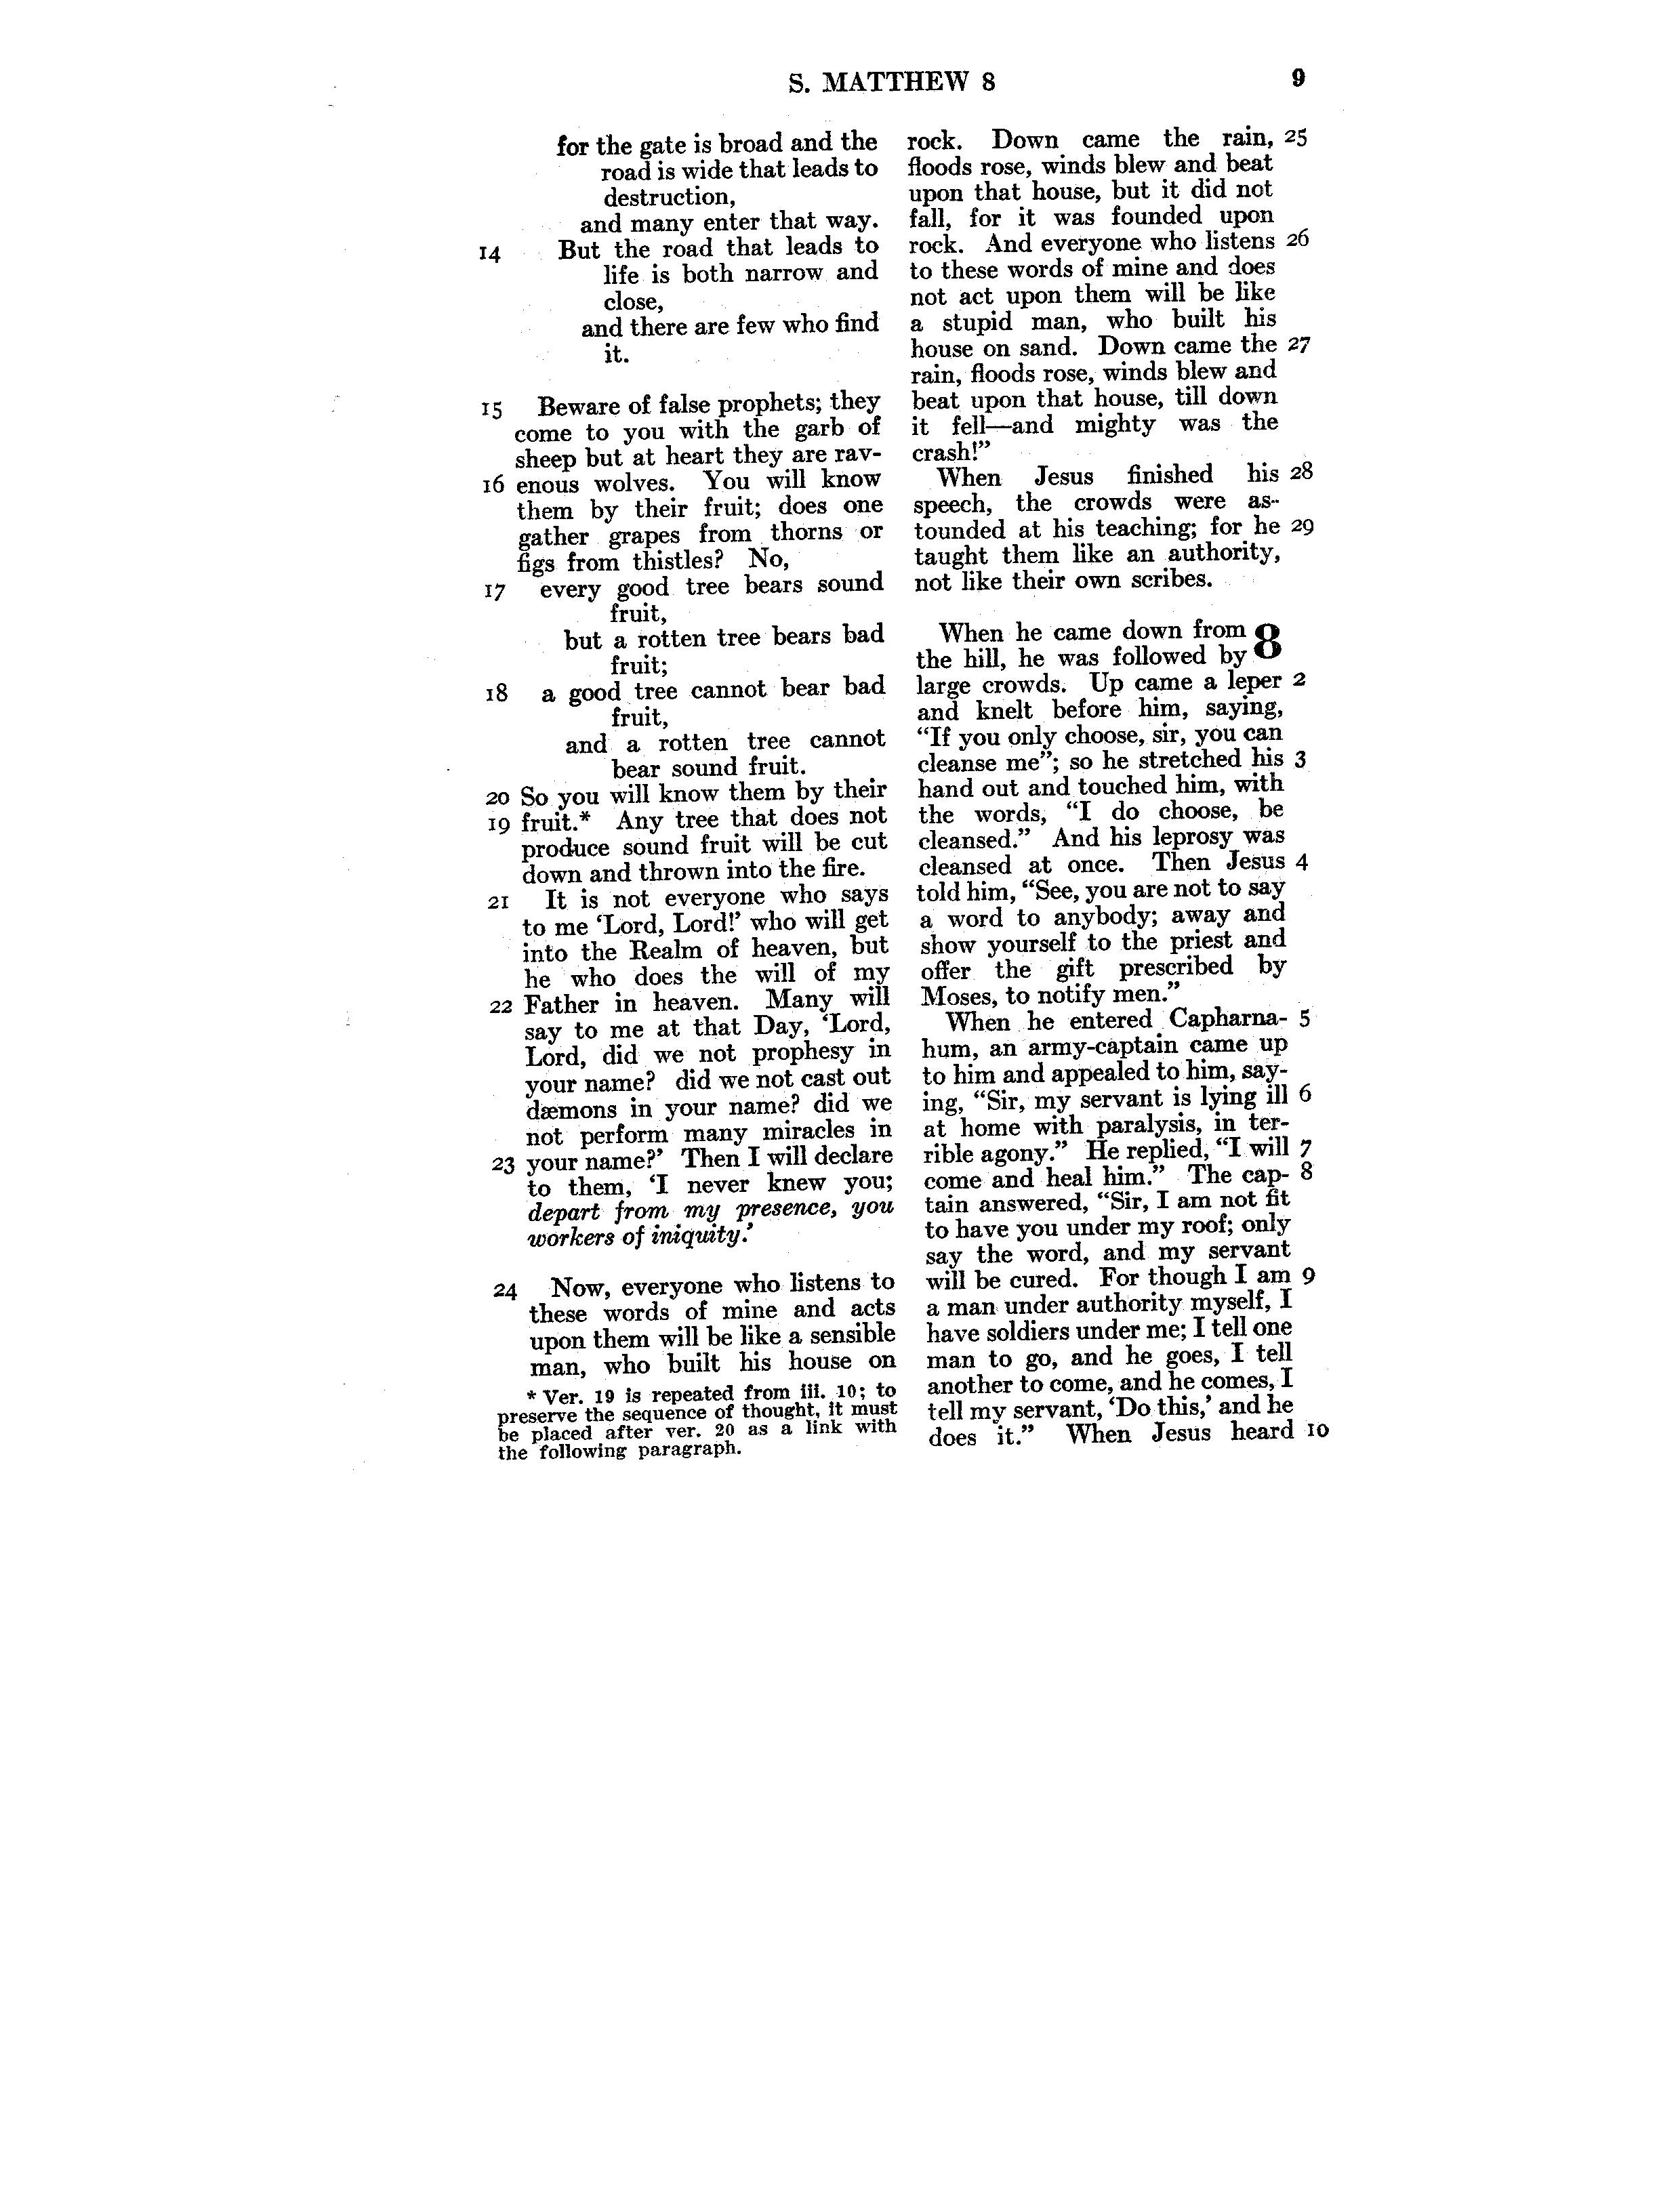 S. MATTHEW 8 9
for the gate is broad and the
road is wide that leads to
destruction,
and many enter that way.
14 But the road that leads to
life is both narrow and
close,
and there are few who find
it.
15 Beware of false prophets; they
come to you with the garb of
sheep but at heart they are rav-
16 enous wolves. You will know
them by their fruit; does one
gather grapes from thorns or
figs from thistles? No,
17 every good tree bears sound
fruit,
but a rotten tree bears bad
fruit;
18 a good tree cannot bear bad
fruit,
and a rotten tree cannot
bear sound fruit.
20 So you will know them by their
19 fruit.* Any tree that does not
produce sound fruit will be cut
down and thrown into the fire.
21 It is not everyone who says
to me ‘Lord, Lord!’ who will get
into the Realm of heaven, but
he who does the will of my
22 Father in heaven. Many will
say to me at that Day, ‘Lord,
Lord, did we not prophesy in
your name? did we not cast out
dæmons in your name? did we
not perform many miracles in
23 your name?’ Then I will declare
to them, ‘I never knew you;
depart from my presence, you
workers of iniquity.’
24 Now, everyone who listens to
these words of mine and acts
upon them will be like a sensible
man, who built his house on
* Ver. 19 is repeated from iii. 10; to
preserve the sequence of thought, it must
be placed after ver. 20 as a link with
the following paragraph.
rock. Down came the rain, 25
floods rose, winds blew and beat
upon that house, but it did not
fall, for it was founded upon
rock. And everyone who listens 26
to these words of mine and does
not act upon them will be like
a stupid man, who built his
house on sand. Down came the 27
rain, floods rose, winds blew and
beat upon that house, till down
it fell—and mighty was the
crash!”
When Jesus finished his 28
speech, the crowds were as-
tounded at his teaching; for he 29
taught them like an authority,
not like their own scribes.
When he came down from 8
the hill, he was followed by
large crowds. Up came a leper 2
and knelt before him, saying,
“If you only choose, sir, you can
cleanse me”; so he stretched his 3
hand out and touched him, with
the words, “I do choose, be
cleansed.” And his leprosy was
cleansed at once. Then Jesus 4
told him, “See, you are not to say
a word to anybody; away and
show yourself to the priest and
offer the gift prescribed by
Moses, to notify men.”
When he entered Capharna- 5
hum, an army-captain came up
to him and appealed to him, say-
ing, “Sir, my servant is lying ill 6
at home with paralysis, in ter-
rible agony.” He replied, “I will 7
come and heal him.” The cap- 8
tain answered, “Sir, I am not fit
to have you under my roof; only
say the word, and my servant
will be cured. For though I am 9
a man under authority myself, I
have soldiers under me; I tell one
man to go, and he goes, I tell
another to come, and he comes, I
tell my servant, ‘Do this,’ and he
does it.” When Jesus heard 10